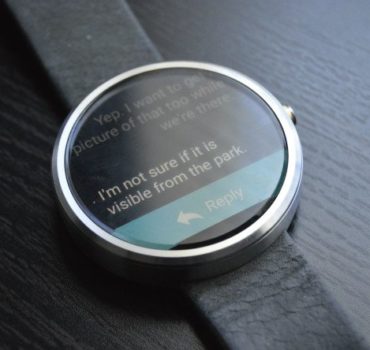 Yep. I want to get
picture of that too while
we're there
. I'm not sure if it is
visible from the park.
Reply